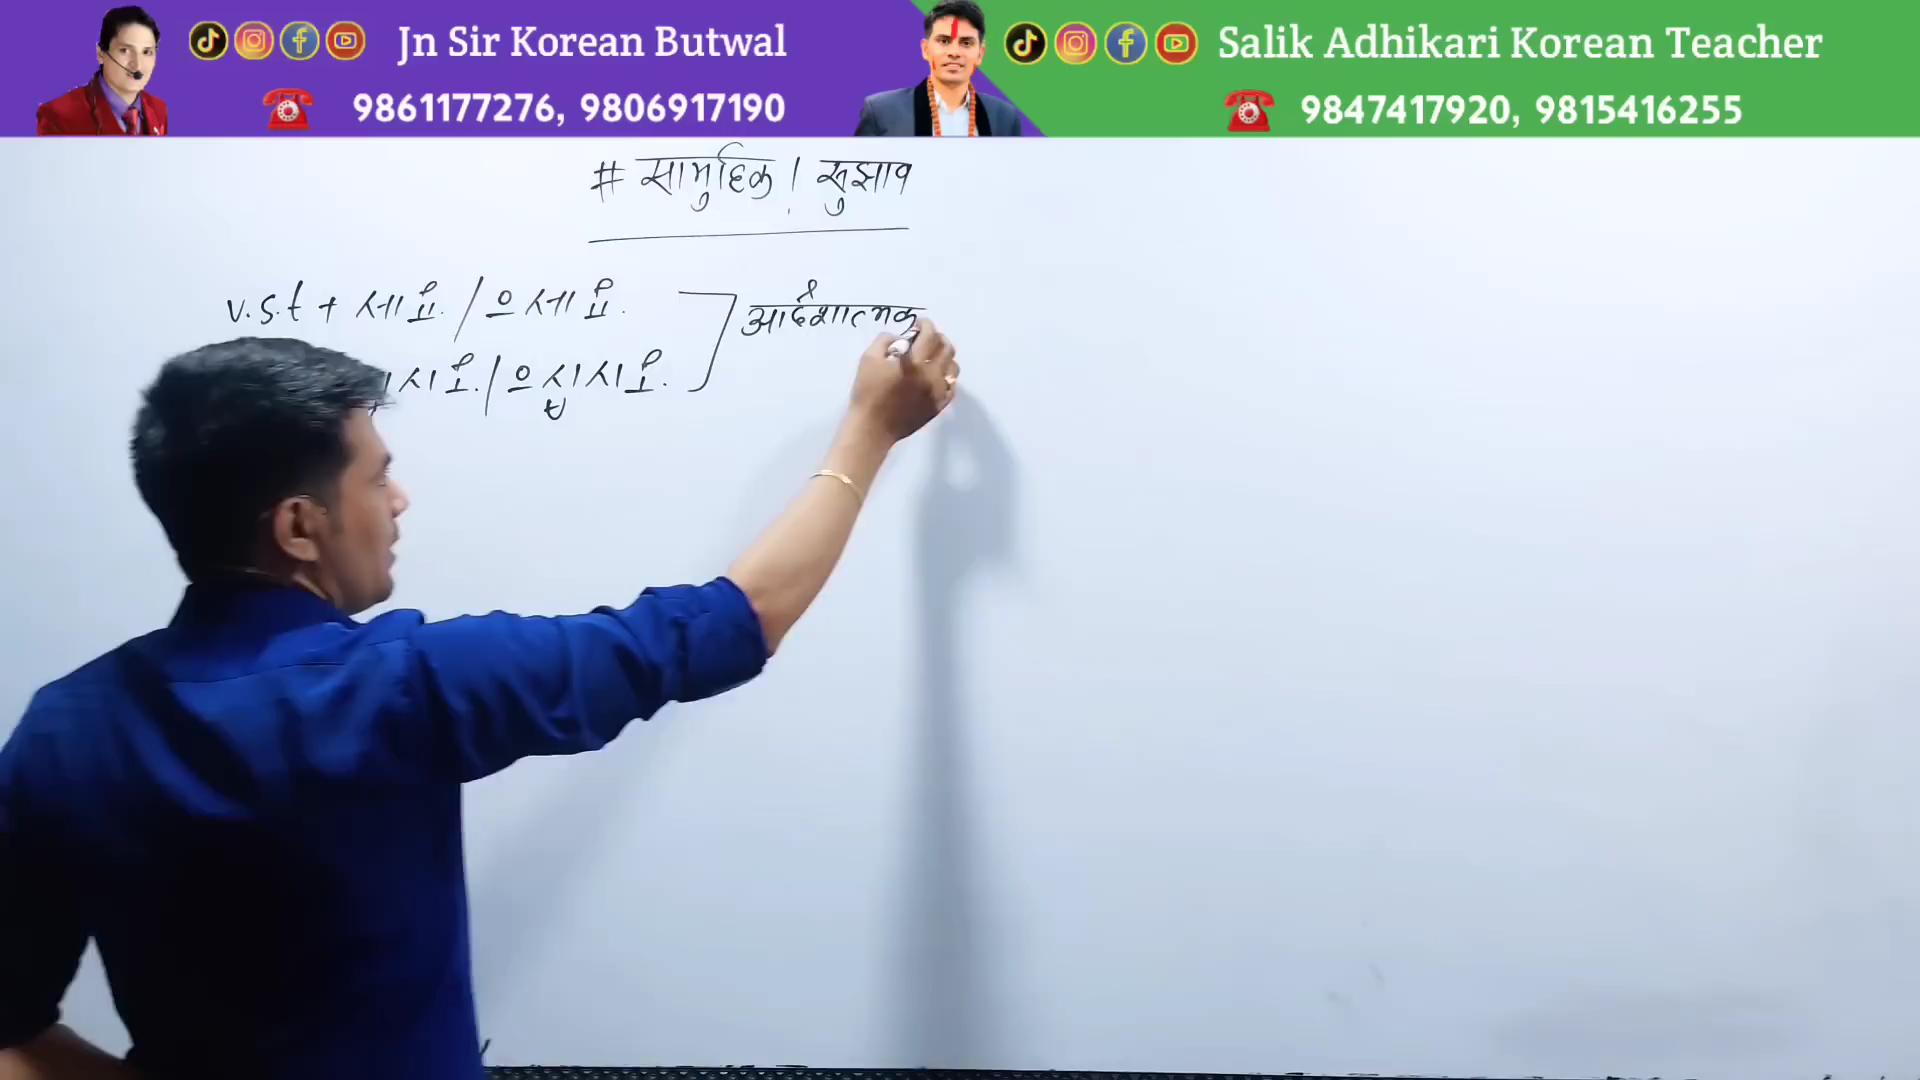 Jn Sir Korean Butwal
9861177276, 9806917190
Salik Adhikari Korean Teacher
9847417920, 9815416255
# सामुहिक / सुझाव
v.s.t + 세요. / 으세요.
시오. / 으십시오.
आदेशात्मक